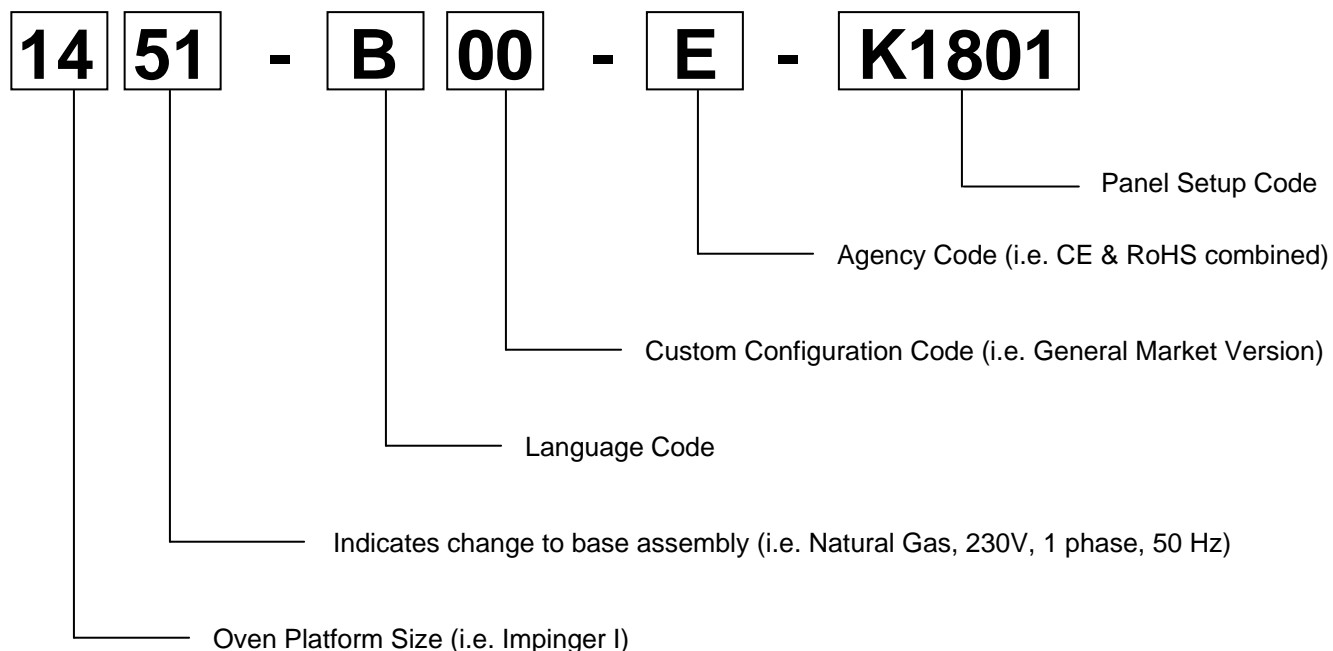 14 51 - B 00 - E - K1801
Panel Setup Code
Agency Code (i.e. CE & RoHS combined)
Custom Configuration Code (i.e. General Market Version)
Language Code
Indicates change to base assembly (i.e. Natural Gas, 230V, 1 phase, 50 Hz)
Oven Platform Size (i.e. Impinger I)